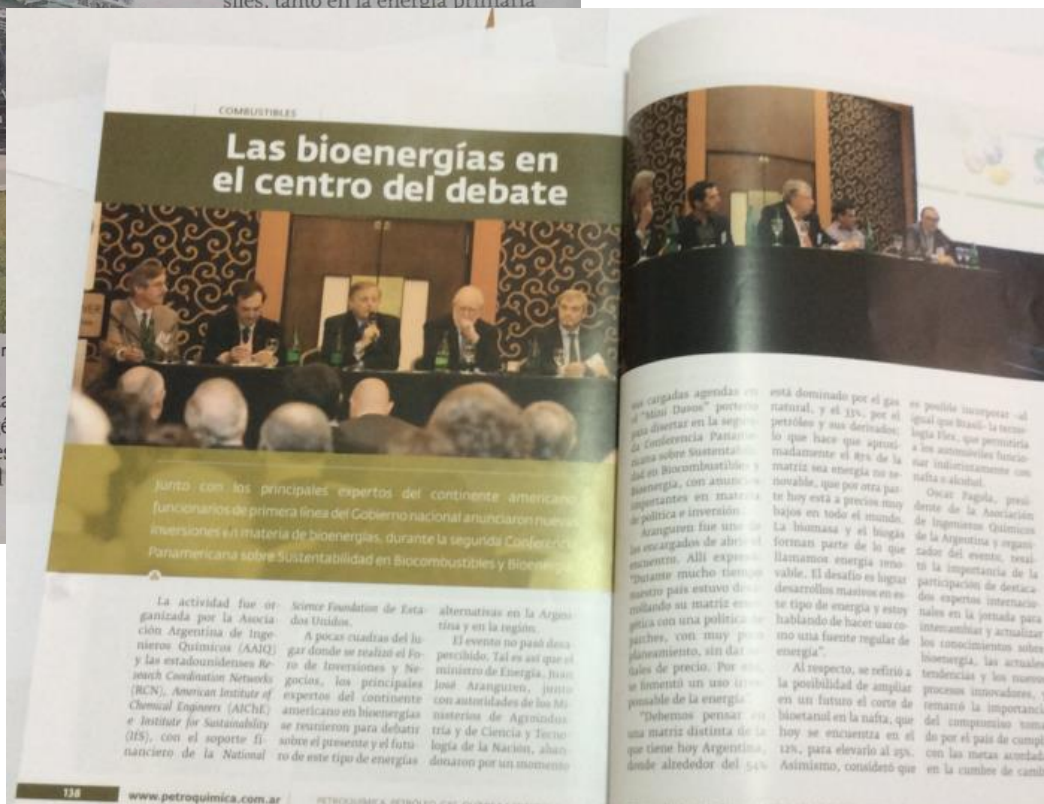 siles, tanto en la energía primaria
COMBUSTIBLES
Las bioenergías en
el centro del debate
Junto con los principales expertos del continente americano
funcionarios de primera línea del Gobierno nacional anunciaron nuevas
inversiones en materia de bioenergías, durante la segunda Conferencia
Panamericana sobre Sustentabilidad en Biocombustibles y Bioenergía
La actividad fue or-
ganizada por la Asocia-
ción Argentina de Inge-
nieros Químicos (AAIQ)
y las estadounidenses Re-
search Coordination Networks
(RCN), American Institute of
Chemical Engineers (AIChE)
e Institute for Sustainability
(IfS), con el soporte fi-
nanciero de la National
Science Foundation de Esta-
dos Unidos.
A pocas cuadras del lu-
gar donde se realizó el Fo-
ro de Inversiones y Ne-
gocios, los principales
expertos del continente
americano en bioenergías
se reunieron para debatir
sobre el presente y el futu-
ro de este tipo de energías
alternativas en la Argen-
tina y en la región.
El evento no pasó desa-
percibido. Tal es así que el
ministro de Energía, Juan
José Aranguren, junto
con autoridades de los Mi-
nisterios de Agroindus-
tria y de Ciencia y Tecno-
logía de la Nación, aban-
donaron por un momento
sus cargadas agendas en
el "Mini Davos" porteño
para disertar en la segun-
da Conferencia Paname-
ricana sobre Sustentabili-
dad en Biocombustibles y
Bioenergía, con anuncios
importantes en materia
de política e inversión.
Aranguren fue uno de
los encargados de abrir el
encuentro. Allí expresó:
"Durante mucho tiempo
nuestro país estuvo desa-
rrollando su matriz ener-
gética con una política de
parches, con muy poco
planeamiento, sin dar se-
ñales de precio. Por eso,
se fomentó un uso irres-
ponsable de la energía".
"Debemos pensar en
una matriz distinta de la
que tiene hoy Argentina,
donde alrededor del 54%
está dominado por el gas
natural, y el 33%, por el
petróleo y sus derivados;
lo que hace que aproxi-
madamente el 87% de la
matriz sea energía no re-
novable, que por otra par-
te hoy está a precios muy
bajos en todo el mundo.
La biomasa y el biogás
forman parte de lo que
llamamos energía reno-
vable. El desafío es lograr
desarrollos masivos en es-
te tipo de energía y estoy
hablando de hacer uso co-
mo una fuente regular de
energía".
Al respecto, se refirió a
la posibilidad de ampliar
en un futuro el corte de
bioetanol en la nafta, que
hoy se encuentra en el
12%, para elevarlo al 25%.
Asimismo, consideró que
es posible incorporar -al
igual que Brasil- la tecno-
logía Flex, que permitiría
a los automóviles funcio-
nar indistintamente con
nafta o alcohol.
Oscar Pagola, presi-
dente de la Asociación
de Ingenieros Químicos
de la Argentina y organi-
zador del evento, resal-
tó la importancia de la
participación de destaca-
dos expertos internacio-
nales en la jornada para
intercambiar y actualizar
los conocimientos sobre
bioenergía, las actuales
tendencias y los nuevos
procesos innovadores, y
remarcó la importancia
del compromiso toma-
do por el país de cumplir
con las metas acordadas
en la cumbre de cambio
138
www.petroquimica.com.ar